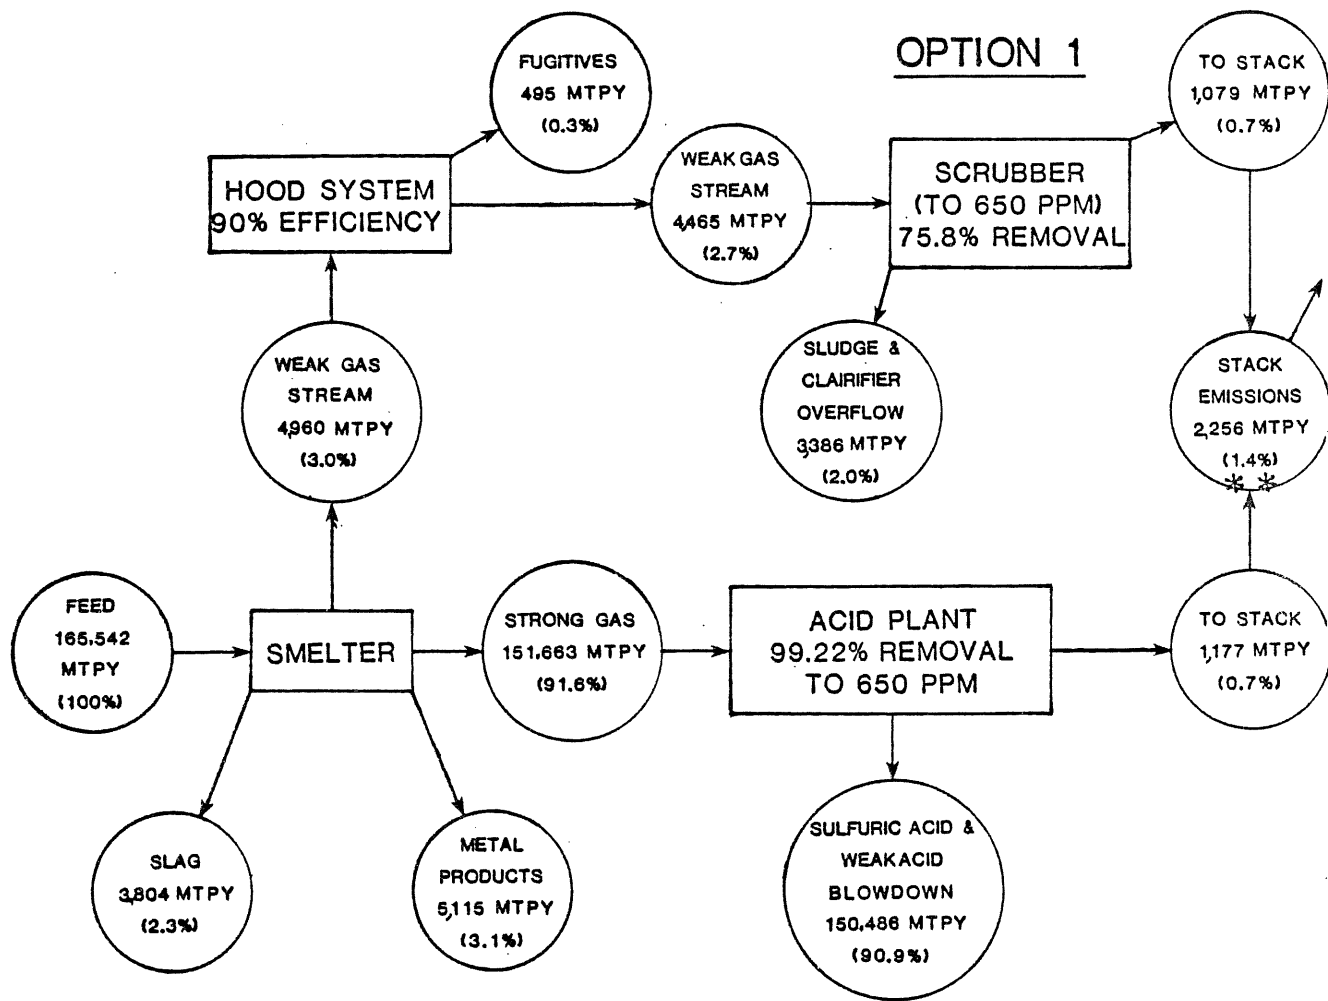 OPTION 1
FUGITIVES
495 MTPY
(0.3%)
TO STACK
1,079 MTPY
(0.7%)
HOOD SYSTEM
90% EFFICIENCY
WEAK GAS
STREAM
4,465 MTPY
(2.7%)
SCRUBBER
(TO 650 PPM)
75.8% REMOVAL
WEAK GAS
STREAM
4,960 MTPY
(3.0%)
SLUDGE &
CLAIRIFIER
OVERFLOW
3,386 MTPY
(2.0%)
STACK
EMISSIONS
2,256 MTPY
(1.4%)
* *
FEED
165,542
MTPY
(100%)
SMELTER
STRONG GAS
151,663 MTPY
(91.6%)
ACID PLANT
99.22% REMOVAL
TO 650 PPM
TO STACK
1,177 MTPY
(0.7%)
SLAG
3,804 MTPY
(2.3%)
METAL
PRODUCTS
5,115 MTPY
(3.1%)
SULFURIC ACID &
WEAK ACID
BLOWDOWN
150,486 MTPY
(90.9%)